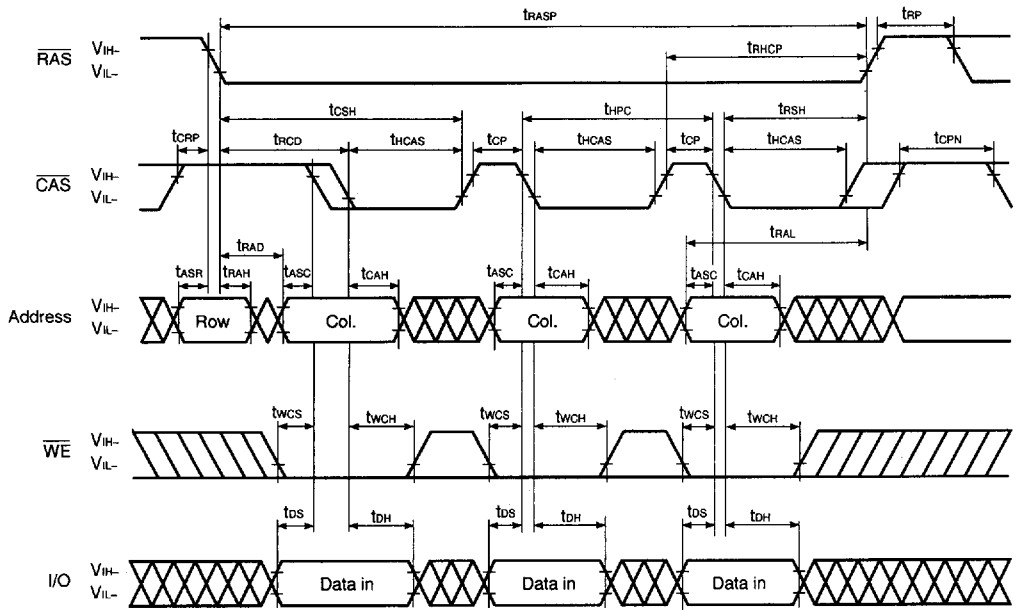 tRASP tRP
tRHCP
RAS VIH–
VIL–
tCSH tHPC tRSH
tCRP tRCD tHCAS tCP tHCAS tCP tHCAS tCPN
CAS VIH–
VIL–
tRAD tRAL
tASR tRAH tASC tCAH tASC tCAH tASC tCAH
Address VIH–
VIL–
Row Col. Col. Col.
tWCS tWCH tWCS tWCH tWCS tWCH
WE VIH–
VIL–
tDS tDH tDS tDH tDS tDH
I/O VIH–
VIL–
Data in Data in Data in